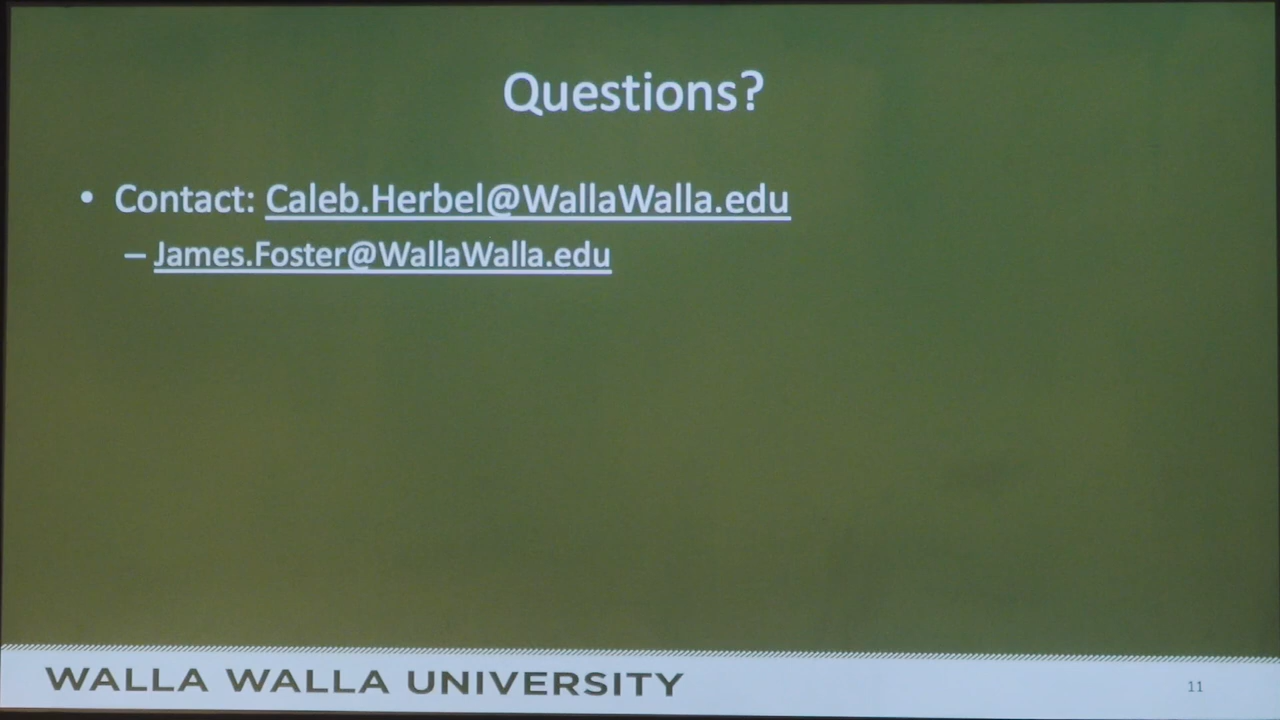 Questions?
• Contact: Caleb.Herbel@WallaWalla.edu
– James.Foster@WallaWalla.edu
WALLA WALLA UNIVERSITY
11